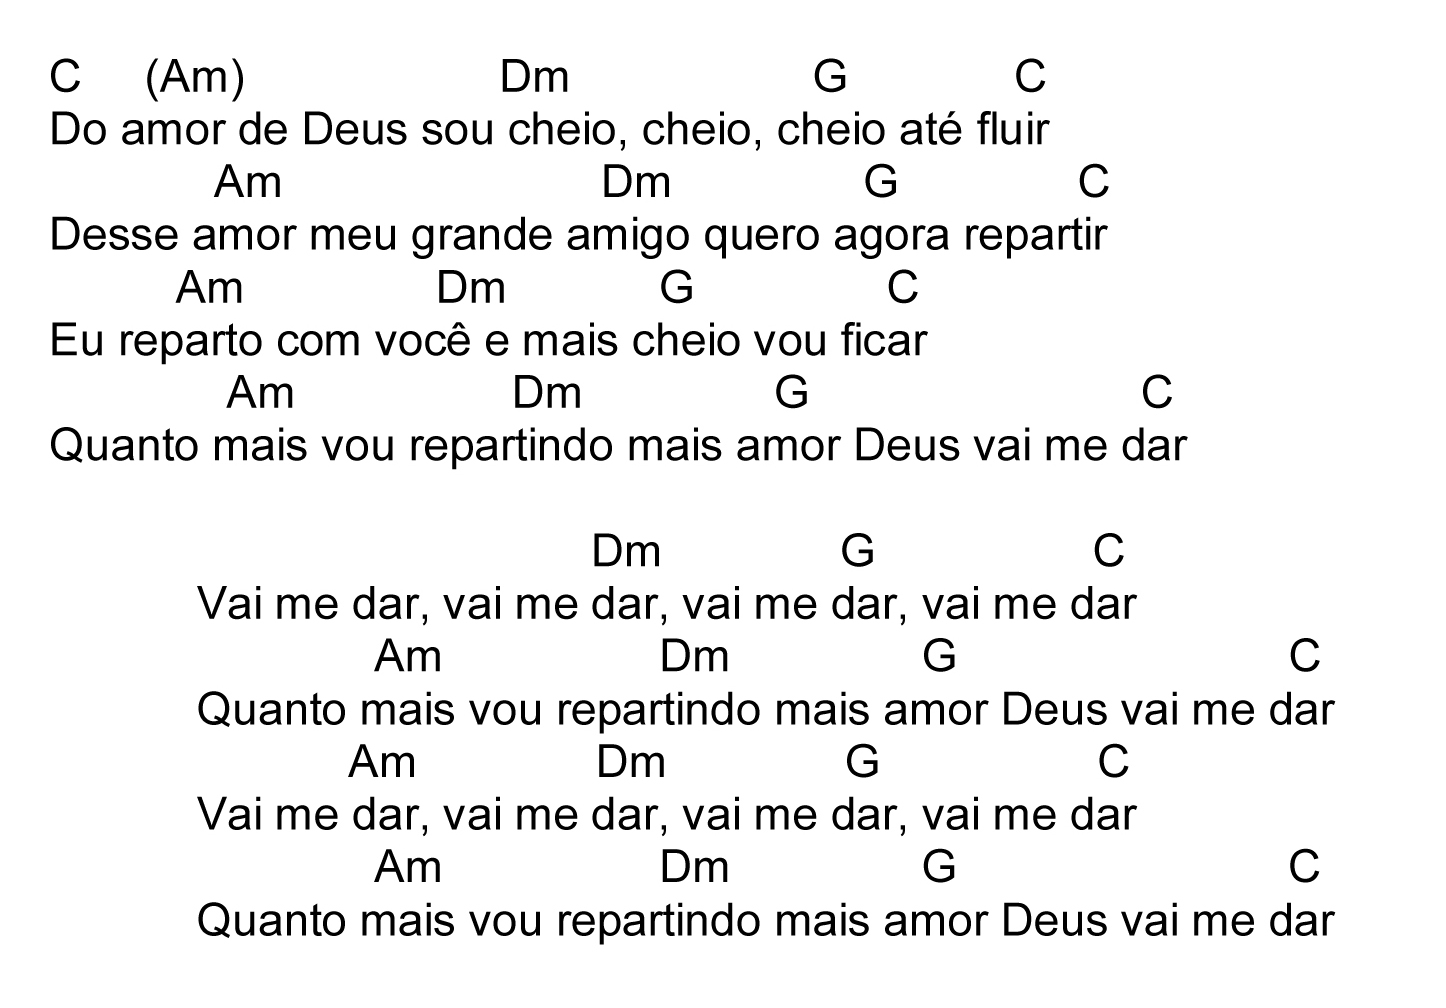 C (Am) Dm G C
Do amor de Deus sou cheio, cheio, cheio até fluir
Am Dm G C
Desse amor meu grande amigo quero agora repartir
Am Dm G C
Eu reparto com você e mais cheio vou ficar
Am Dm G C
Quanto mais vou repartindo mais amor Deus vai me dar
Dm G C
Vai me dar, vai me dar, vai me dar, vai me dar
Am Dm G C
Quanto mais vou repartindo mais amor Deus vai me dar
Am Dm G C
Vai me dar, vai me dar, vai me dar, vai me dar
Am Dm G C
Quanto mais vou repartindo mais amor Deus vai me dar